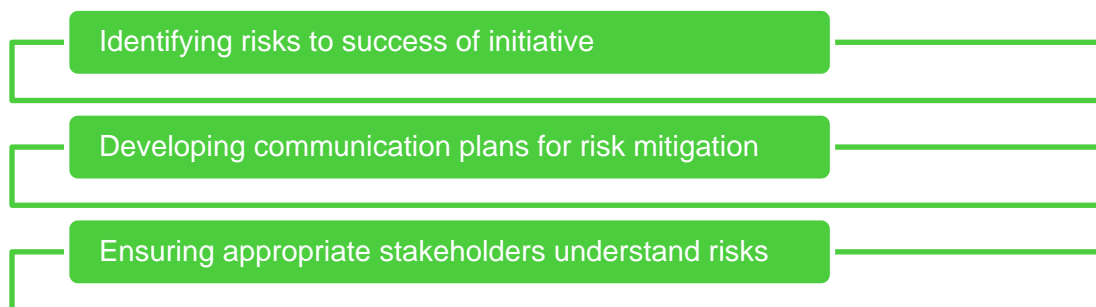 Identifying risks to success of initiative
Developing communication plans for risk mitigation
Ensuring appropriate stakeholders understand risks